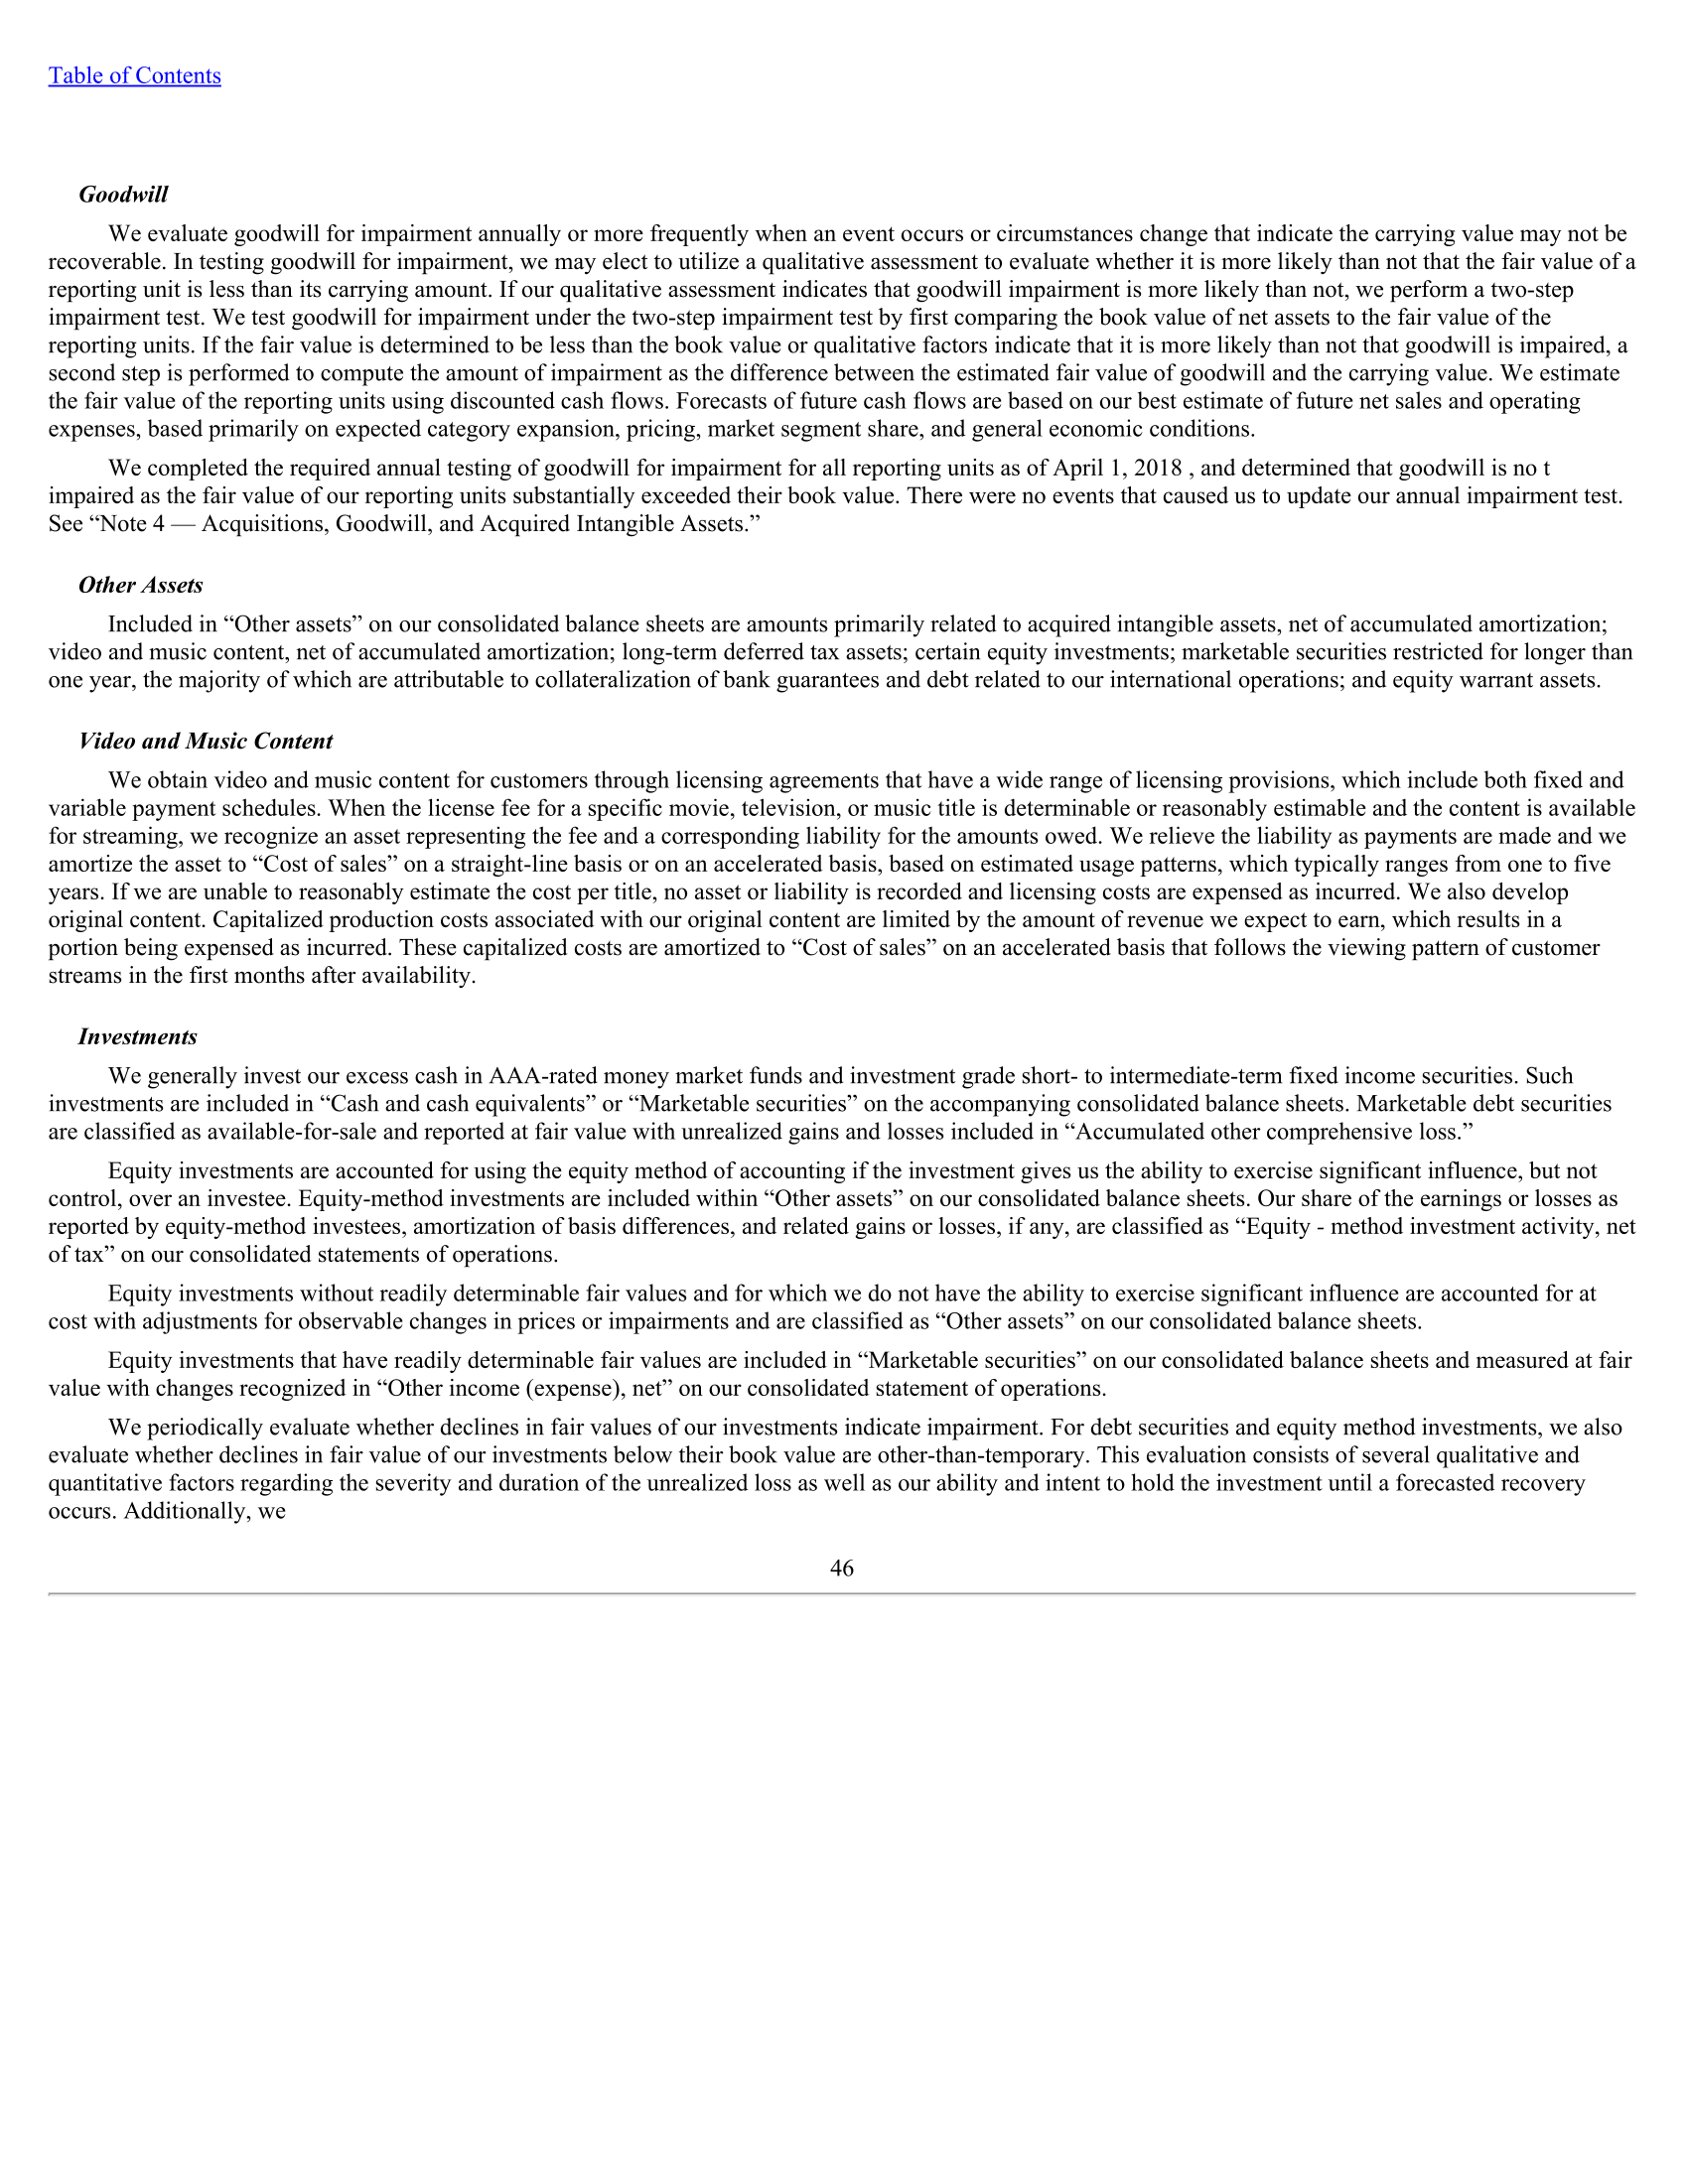 Table of Contents
Goodwill
We evaluate goodwill for impairment annually or more frequently when an event occurs or circumstances change that indicate the carrying value may not be
recoverable. In testing goodwill for impairment, we may elect to utilize a qualitative assessment to evaluate whether it is more likely than not that the fair value of a
reporting unit is less than its carrying amount. If our qualitative assessment indicates that goodwill impairment is more likely than not, we perform a two-step
impairment test. We test goodwill for impairment under the two-step impairment test by first comparing the book value of net assets to the fair value of the
reporting units. If the fair value is determined to be less than the book value or qualitative factors indicate that it is more likely than not that goodwill is impaired, a
second step is performed to compute the amount of impairment as the difference between the estimated fair value of goodwill and the carrying value. We estimate
the fair value of the reporting units using discounted cash flows. Forecasts of future cash flows are based on our best estimate of future net sales and operating
expenses, based primarily on expected category expansion, pricing, market segment share, and general economic conditions.
We completed the required annual testing of goodwill for impairment for all reporting units as of April 1, 2018 , and determined that goodwill is no t
impaired as the fair value of our reporting units substantially exceeded their book value. There were no events that caused us to update our annual impairment test.
See “Note 4 — Acquisitions, Goodwill, and Acquired Intangible Assets.”
Other Assets
Included in “Other assets” on our consolidated balance sheets are amounts primarily related to acquired intangible assets, net of accumulated amortization;
video and music content, net of accumulated amortization; long-term deferred tax assets; certain equity investments; marketable securities restricted for longer than
one year, the majority of which are attributable to collateralization of bank guarantees and debt related to our international operations; and equity warrant assets.
Video and Music Content
We obtain video and music content for customers through licensing agreements that have a wide range of licensing provisions, which include both fixed and
variable payment schedules. When the license fee for a specific movie, television, or music title is determinable or reasonably estimable and the content is available
for streaming, we recognize an asset representing the fee and a corresponding liability for the amounts owed. We relieve the liability as payments are made and we
amortize the asset to “Cost of sales” on a straight-line basis or on an accelerated basis, based on estimated usage patterns, which typically ranges from one to five
years. If we are unable to reasonably estimate the cost per title, no asset or liability is recorded and licensing costs are expensed as incurred. We also develop
original content. Capitalized production costs associated with our original content are limited by the amount of revenue we expect to earn, which results in a
portion being expensed as incurred. These capitalized costs are amortized to “Cost of sales” on an accelerated basis that follows the viewing pattern of customer
streams in the first months after availability.
Investments
We generally invest our excess cash in AAA-rated money market funds and investment grade short- to intermediate-term fixed income securities. Such
investments are included in “Cash and cash equivalents” or “Marketable securities” on the accompanying consolidated balance sheets. Marketable debt securities
are classified as available-for-sale and reported at fair value with unrealized gains and losses included in “Accumulated other comprehensive loss.”
Equity investments are accounted for using the equity method of accounting if the investment gives us the ability to exercise significant influence, but not
control, over an investee. Equity-method investments are included within “Other assets” on our consolidated balance sheets. Our share of the earnings or losses as
reported by equity-method investees, amortization of basis differences, and related gains or losses, if any, are classified as “Equity - method investment activity, net
of tax” on our consolidated statements of operations.
Equity investments without readily determinable fair values and for which we do not have the ability to exercise significant influence are accounted for at
cost with adjustments for observable changes in prices or impairments and are classified as “Other assets” on our consolidated balance sheets.
Equity investments that have readily determinable fair values are included in “Marketable securities” on our consolidated balance sheets and measured at fair
value with changes recognized in “Other income (expense), net” on our consolidated statement of operations.
We periodically evaluate whether declines in fair values of our investments indicate impairment. For debt securities and equity method investments, we also
evaluate whether declines in fair value of our investments below their book value are other-than-temporary. This evaluation consists of several qualitative and
quantitative factors regarding the severity and duration of the unrealized loss as well as our ability and intent to hold the investment until a forecasted recovery
occurs. Additionally, we
46